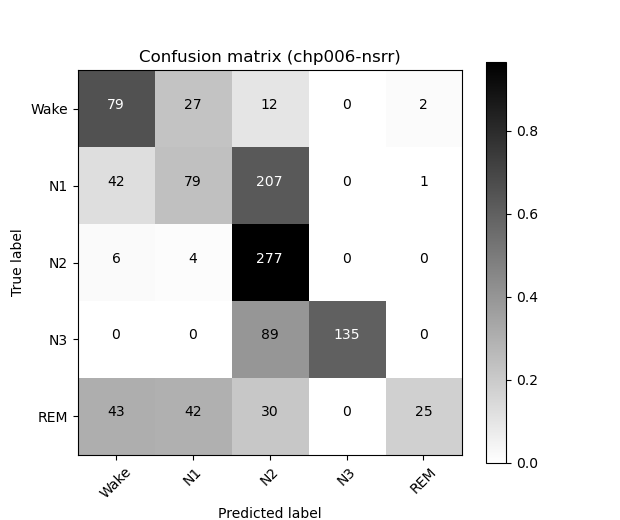 Confusion matrix (chp006-nsrr)
Wake 79 27 12 0 2
N1 42 79 207 0 1
N2 6 4 277 0 0
N3 0 0 89 135 0
REM 43 42 30 0 25
Wake N1 N2 N3 REM
Predicted label
True label
0.8
0.6
0.4
0.2
0.0